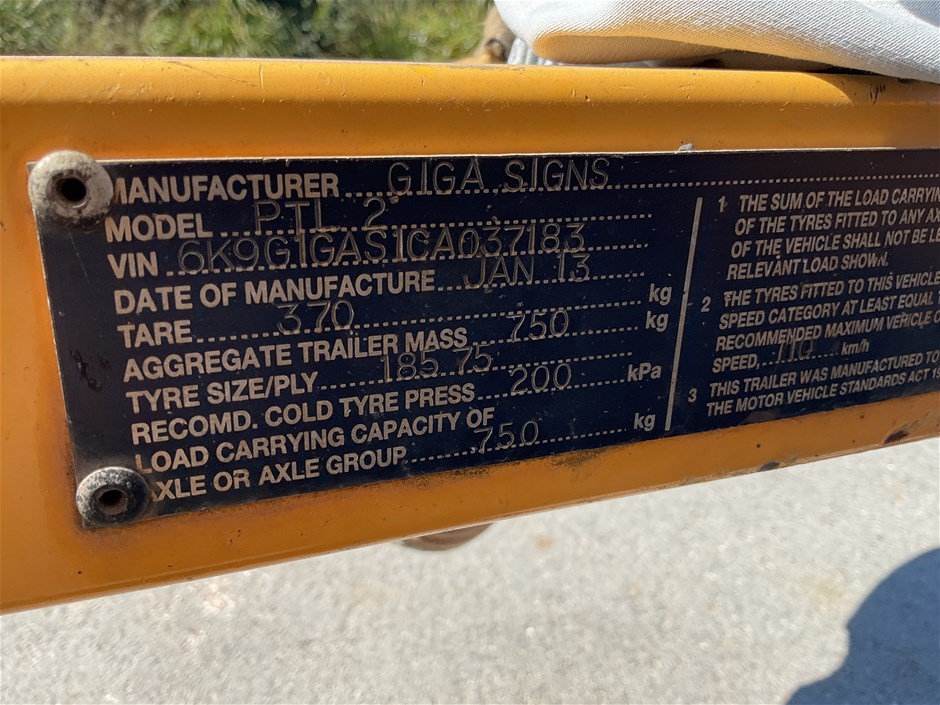 MANUFACTURER GIGA SIGNS
MODEL PTL 2
VIN 6K9G1GAS1CA037183
DATE OF MANUFACTURE JAN 13
TARE 370 kg
AGGREGATE TRAILER MASS 750 kg
TYRE SIZE/PLY 185 75
RECOMD. COLD TYRE PRESS 200 kPa
LOAD CARRYING CAPACITY OF
AXLE OR AXLE GROUP 750 kg
1 THE SUM OF THE LOAD CARRYIN
OF THE TYRES FITTED TO ANY AX
OF THE VEHICLE SHALL NOT BE LE
RELEVANT LOAD SHOWN.
2 THE TYRES FITTED TO THIS VEHICLE
SPEED CATEGORY AT LEAST EQUAL
RECOMMENDED MAXIMUM VEHICLE
SPEED, 110 km/h
3 THIS TRAILER WAS MANUFACTURED TO
THE MOTOR VEHICLE STANDARDS ACT 19